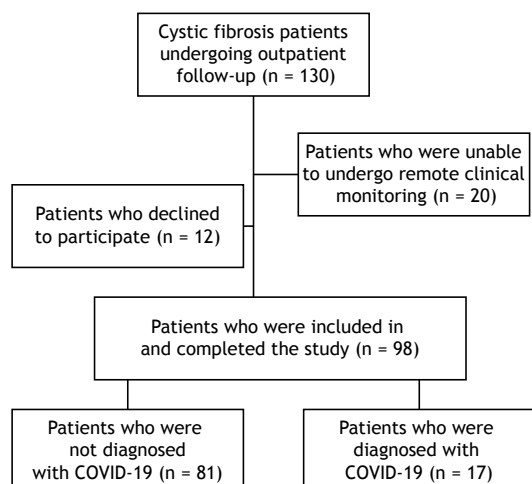 Cystic fibrosis patients
undergoing outpatient
follow-up (n = 130)
Patients who were unable
to undergo remote clinical
monitoring (n = 20)
Patients who declined
to participate (n = 12)
Patients who were included in
and completed the study (n = 98)
Patients who were
not diagnosed
with COVID-19 (n = 81)
Patients who were
diagnosed with
COVID-19 (n = 17)